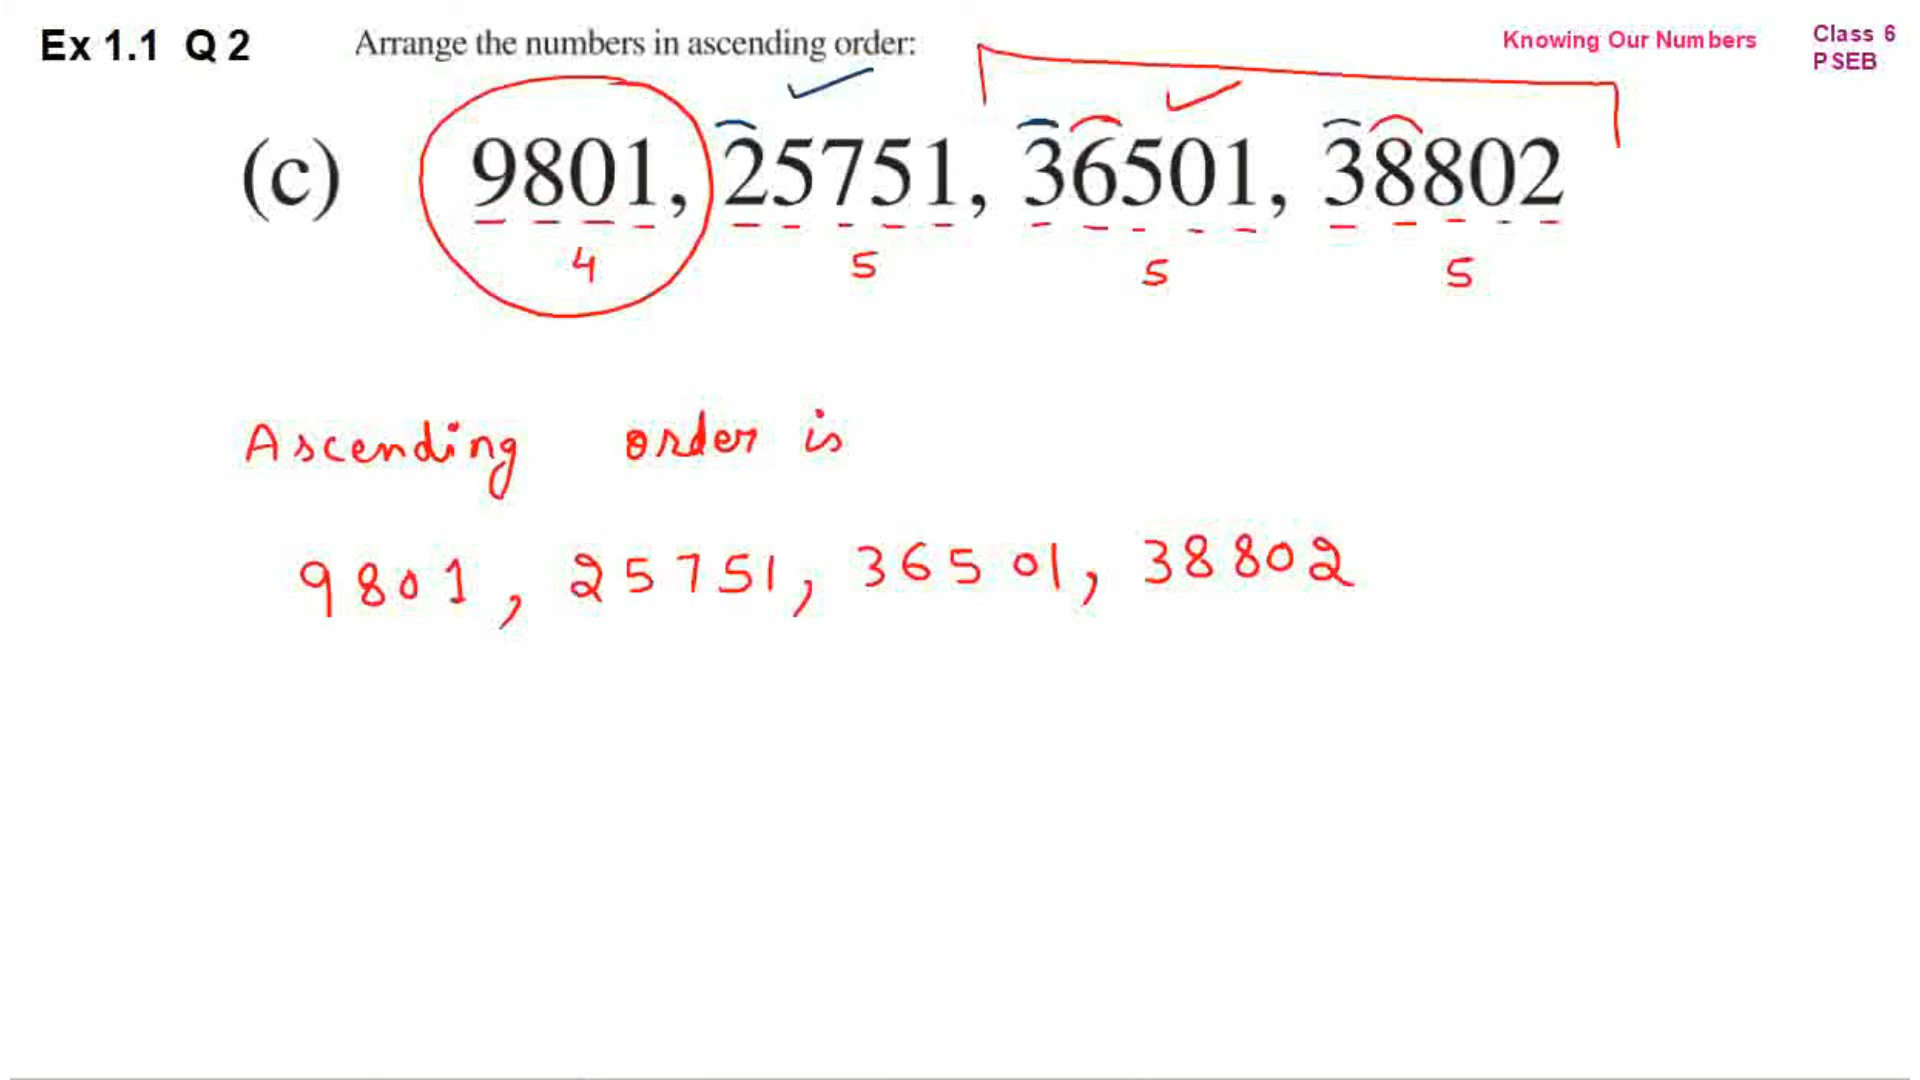 Ex 1.1 Q 2 Arrange the numbers in ascending order: Knowing Our Numbers Class 6
PSEB
(c) 9801, 25751, 36501, 38802
4 5 5 5
Ascending order is
9801, 25751, 36501, 38802